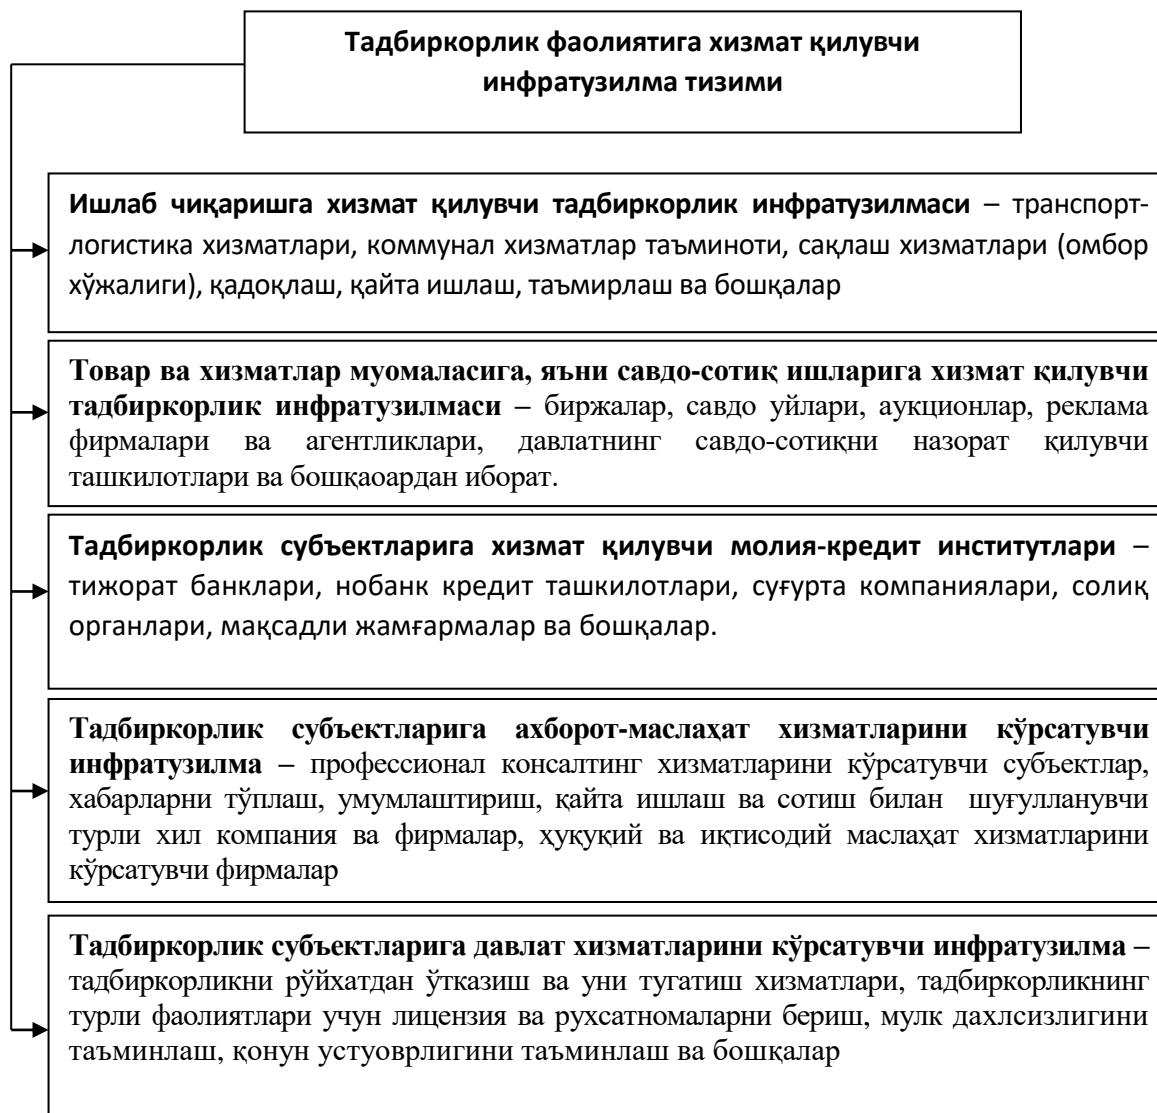 Тадбиркорлик фаолиятига хизмат қилувчи
инфратузилма тизими
Ишлаб чиқаришга хизмат қилувчи тадбиркорлик инфратузилмаси – транспорт-
логистика хизматлари, коммунал хизматлар таъминоти, сақлаш хизматлари (омбор
хўжалиги), қадоқлаш, қайта ишлаш, таъмирлаш ва бошқалар
Товар ва хизматлар муомаласига, яъни савдо-сотиқ ишларига хизмат қилувчи
тадбиркорлик инфратузилмаси – биржалар, савдо уйлари, аукционлар, реклама
фирмалари ва агентликлари, давлатнинг савдо-сотиқни назорат қилувчи
ташкилотлари ва бошқаоардан иборат.
Тадбиркорлик субъектларига хизмат қилувчи молия-кредит институтлари –
тижорат банклари, нобанк кредит ташкилотлари, суғурта компаниялари, солиқ
органлари, мақсадли жамғармалар ва бошқалар.
Тадбиркорлик субъектларига ахборот-маслаҳат хизматларини кўрсатувчи
инфратузилма – профессионал консалтинг хизматларини кўрсатувчи субъектлар,
хабарларни тўплаш, умумлаштириш, қайта ишлаш ва сотиш билан шуғулланувчи
турли хил компания ва фирмалар, ҳуқуқий ва иқтисодий маслаҳат хизматларини
кўрсатувчи фирмалар
Тадбиркорлик субъектларига давлат хизматларини кўрсатувчи инфратузилма –
тадбиркорликни рўйхатдан ўтказиш ва уни тугатиш хизматлари, тадбиркорликнинг
турли фаолиятлари учун лицензия ва рухсатномаларни бериш, мулк дахлсизлигини
таъминлаш, қонун устуоврлигини таъминлаш ва бошқалар